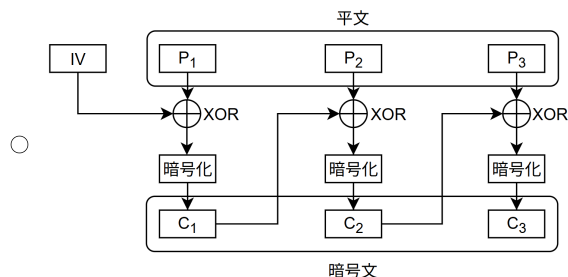 平文
IV
P1 P2 P3
XOR XOR XOR
暗号化 暗号化 暗号化
C1 C2 C3
暗号文